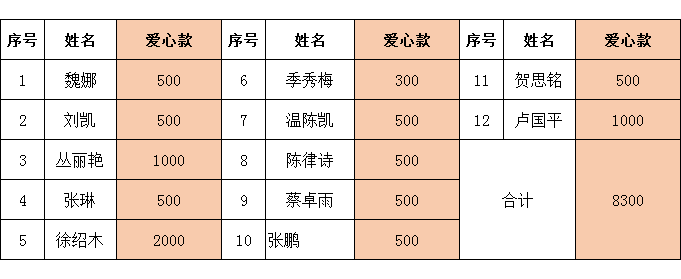 序号 姓名 爱心款 序号 姓名 爱心款 序号 姓名 爱心款
1 魏娜 500 6 季秀梅 300 11 贺思铭 500
2 刘凯 500 7 温陈凯 500 12 卢国平 1000
3 丛丽艳 1000 8 陈律诗 500
4 张琳 500 9 蔡卓雨 500 合计 8300
5 徐绍木 2000 10 张鹏 500